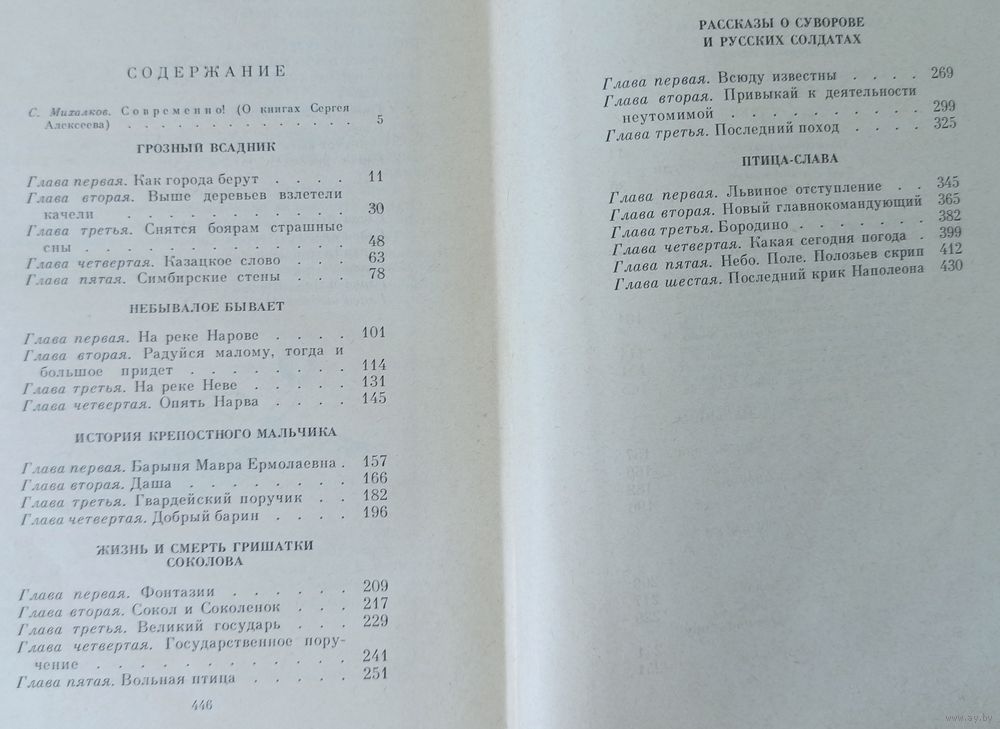 СОДЕРЖАНИЕ
С. Михалков. Современно! (О книгах Сергея
Алексеева) . . . . . . . . . . . . . 5
ГРОЗНЫЙ ВСАДНИК
Глава первая. Как города берут . . . . 11
Глава вторая. Выше деревьев взлетели
качели . . . . . . . . . . . 30
Глава третья. Снятся боярам страшные
сны . . . . . . . . . . . . . 48
Глава четвертая. Казацкое слово . . . 63
Глава пятая. Симбирские стены . . . . 78
НЕБЫВАЛОЕ БЫВАЕТ
Глава первая. На реке Нарове . . . . 101
Глава вторая. Радуйся малому, тогда и
большое придет . . . . . . . . 114
Глава третья. На реке Неве . . . . . 131
Глава четвертая. Опять Нарва . . . . 145
ИСТОРИЯ КРЕПОСТНОГО МАЛЬЧИКА
Глава первая. Барыня Мавра Ермолаевна . 157
Глава вторая. Даша . . . . . . . . 166
Глава третья. Гвардейский поручик . . 182
Глава четвертая. Добрый барин . . . . 196
ЖИЗНЬ И СМЕРТЬ ГРИШАТКИ
СОКОЛОВА
Глава первая. Фонтазии . . . . . . 209
Глава вторая. Сокол и Соколенок . . . 217
Глава третья. Великий государь . . . 229
Глава четвертая. Государственное пору-
чение . . . . . . . . . . . . 241
Глава пятая. Вольная птица . . . . . 251
446
РАССКАЗЫ О СУВОРОВЕ
И РУССКИХ СОЛДАТАХ
Глава первая. Всюду известны . . . . 269
Глава вторая. Привыкай к деятельности
неутомимой . . . . . . . . . . 299
Глава третья. Последний поход . . . . 325
ПТИЦА-СЛАВА
Глава первая. Львиное отступление . . 345
Глава вторая. Новый главнокомандующий 365
Глава третья. Бородино . . . . . . . 382
Глава четвертая. Какая сегодня погода . 399
Глава пятая. Небо. Поле. Полозьев скрип 412
Глава шестая. Последний крик Наполеона 430
www.ay.by